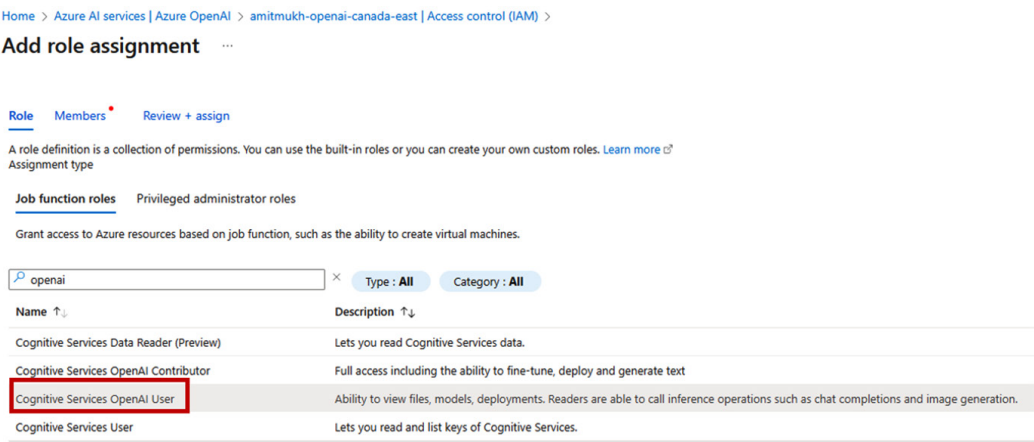 Home > Azure AI services | Azure OpenAI > amitmukh-openai-canada-east | Access control (IAM) >
Add role assignment ...
Role Members Review + assign
A role definition is a collection of permissions. You can use the built-in roles or you can create your own custom roles. Learn more
Assignment type
Job function roles Privileged administrator roles
Grant access to Azure resources based on job function, such as the ability to create virtual machines.
openai × Type : All Category : All
Name ↑↓ Description ↑↓
Cognitive Services Data Reader (Preview) Lets you read Cognitive Services data.
Cognitive Services OpenAI Contributor Full access including the ability to fine-tune, deploy and generate text
Cognitive Services OpenAI User Ability to view files, models, deployments. Readers are able to call inference operations such as chat completions and image generation.
Cognitive Services User Lets you read and list keys of Cognitive Services.